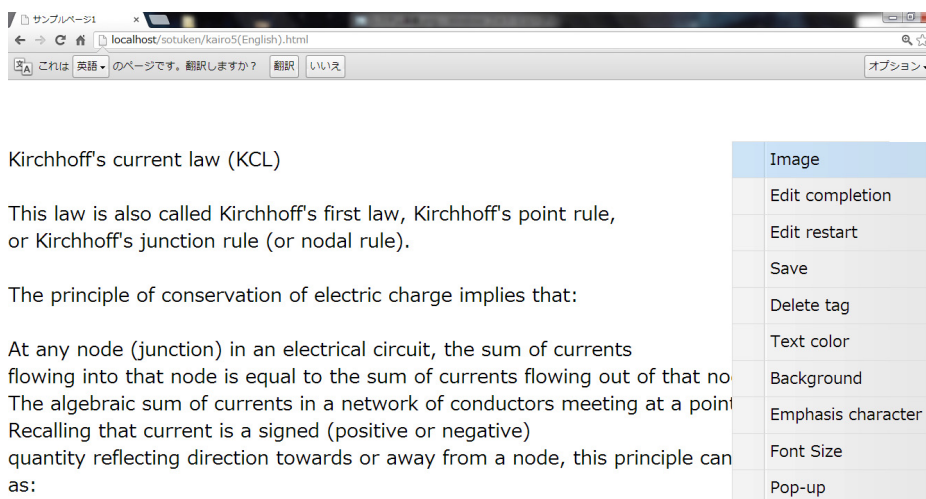 サンプルページ1
localhost/sotuken/kairo5(English).html
これは 英語 のページです。翻訳しますか？ 翻訳 いいえ オプション
Kirchhoff's current law (KCL)
This law is also called Kirchhoff's first law, Kirchhoff's point rule,
or Kirchhoff's junction rule (or nodal rule).
The principle of conservation of electric charge implies that:
At any node (junction) in an electrical circuit, the sum of currents
flowing into that node is equal to the sum of currents flowing out of that no
The algebraic sum of currents in a network of conductors meeting at a point
Recalling that current is a signed (positive or negative)
quantity reflecting direction towards or away from a node, this principle can
as:
Image
Edit completion
Edit restart
Save
Delete tag
Text color
Background
Emphasis character
Font Size
Pop-up